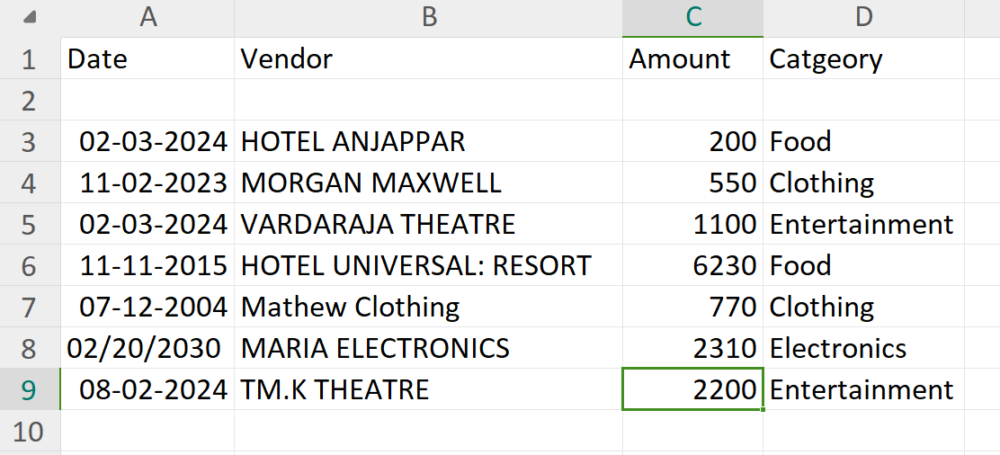 A B C D
1 Date Vendor Amount Catgeory
2
3 02-03-2024 HOTEL ANJAPPAR 200 Food
4 11-02-2023 MORGAN MAXWELL 550 Clothing
5 02-03-2024 VARDARAJA THEATRE 1100 Entertainment
6 11-11-2015 HOTEL UNIVERSAL: RESORT 6230 Food
7 07-12-2004 Mathew Clothing 770 Clothing
8 02/20/2030 MARIA ELECTRONICS 2310 Electronics
9 08-02-2024 TM.K THEATRE 2200 Entertainment
10